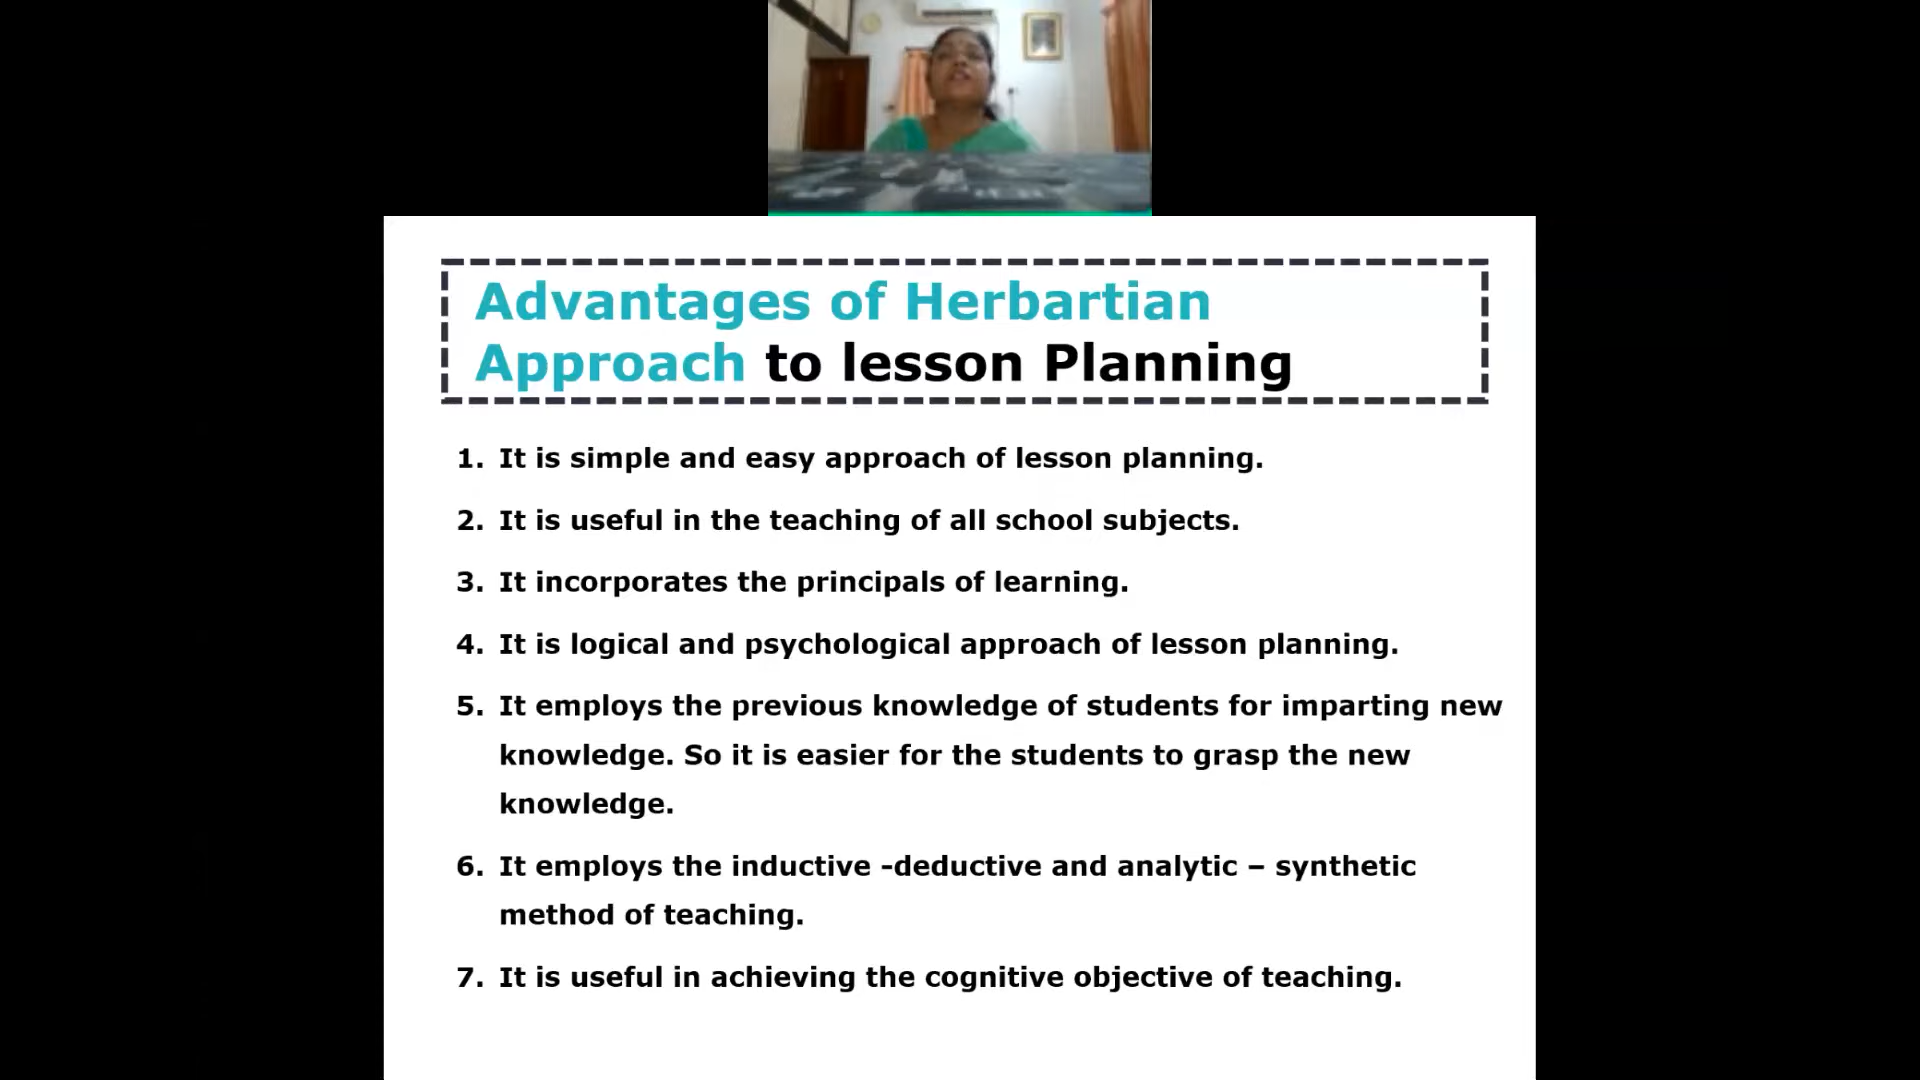 Advantages of Herbartian
Approach to lesson Planning
1. It is simple and easy approach of lesson planning.
2. It is useful in the teaching of all school subjects.
3. It incorporates the principals of learning.
4. It is logical and psychological approach of lesson planning.
5. It employs the previous knowledge of students for imparting new
knowledge. So it is easier for the students to grasp the new
knowledge.
6. It employs the inductive -deductive and analytic – synthetic
method of teaching.
7. It is useful in achieving the cognitive objective of teaching.